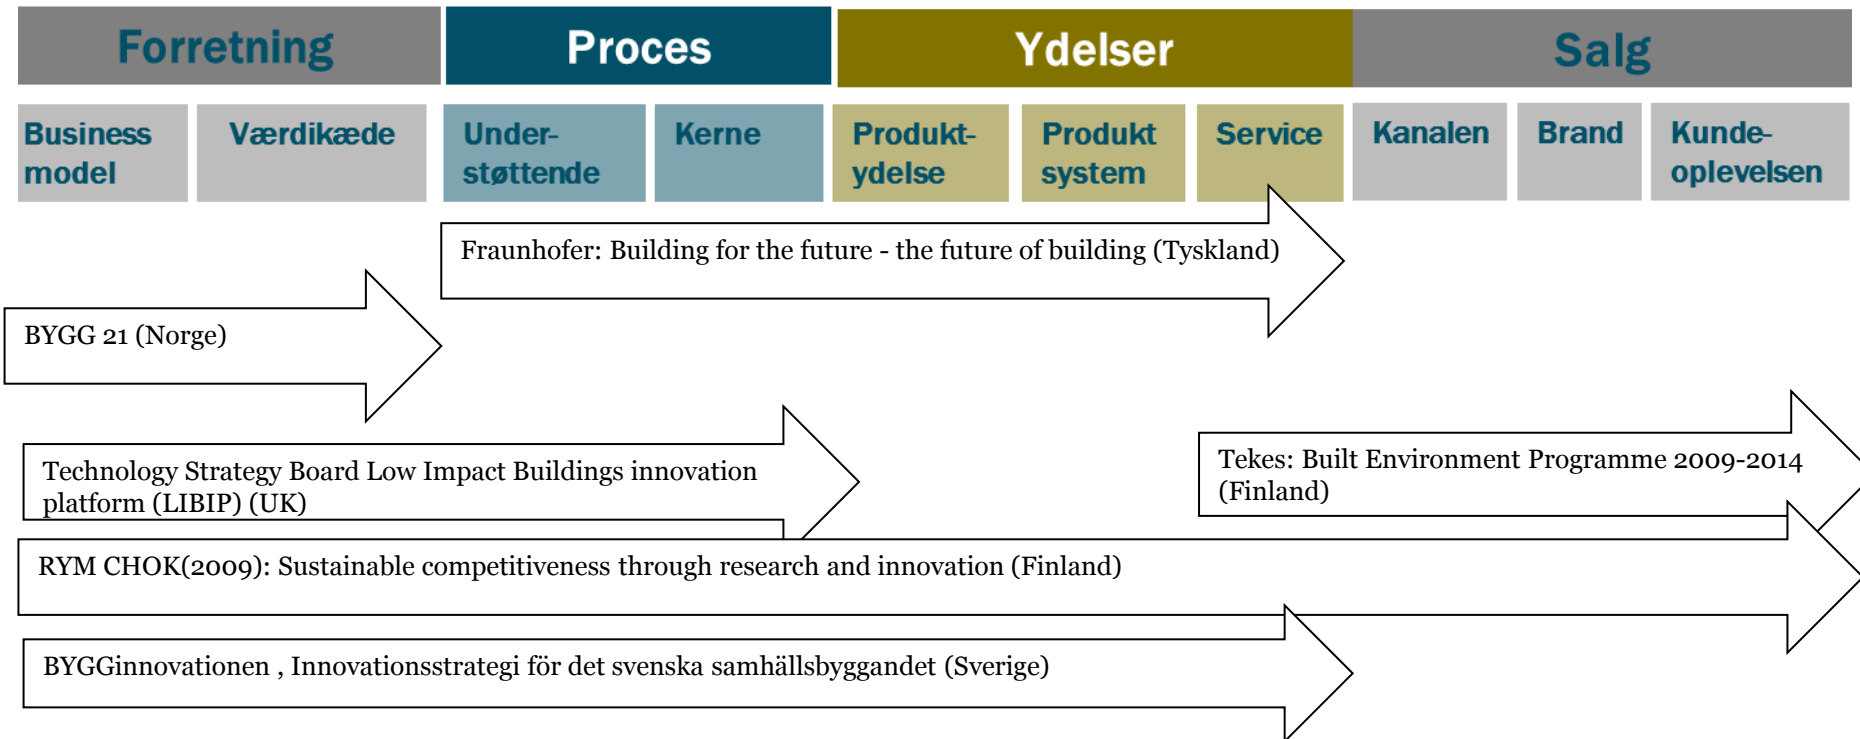 Forretning
Proces
Ydelser
Salg
Business
model
Værdikæde
Under-
støttende
Kerne
Produkt-
ydelse
Produkt
system
Service
Kanalen
Brand
Kunde-
oplevelsen
Fraunhofer: Building for the future - the future of building (Tyskland)
BYGG 21 (Norge)
Technology Strategy Board Low Impact Buildings innovation
platform (LIBIP) (UK)
Tekes: Built Environment Programme 2009-2014
(Finland)
RYM CHOK(2009): Sustainable competitiveness through research and innovation (Finland)
BYGGinnovationen , Innovationsstrategi för det svenska samhällsbyggandet (Sverige)